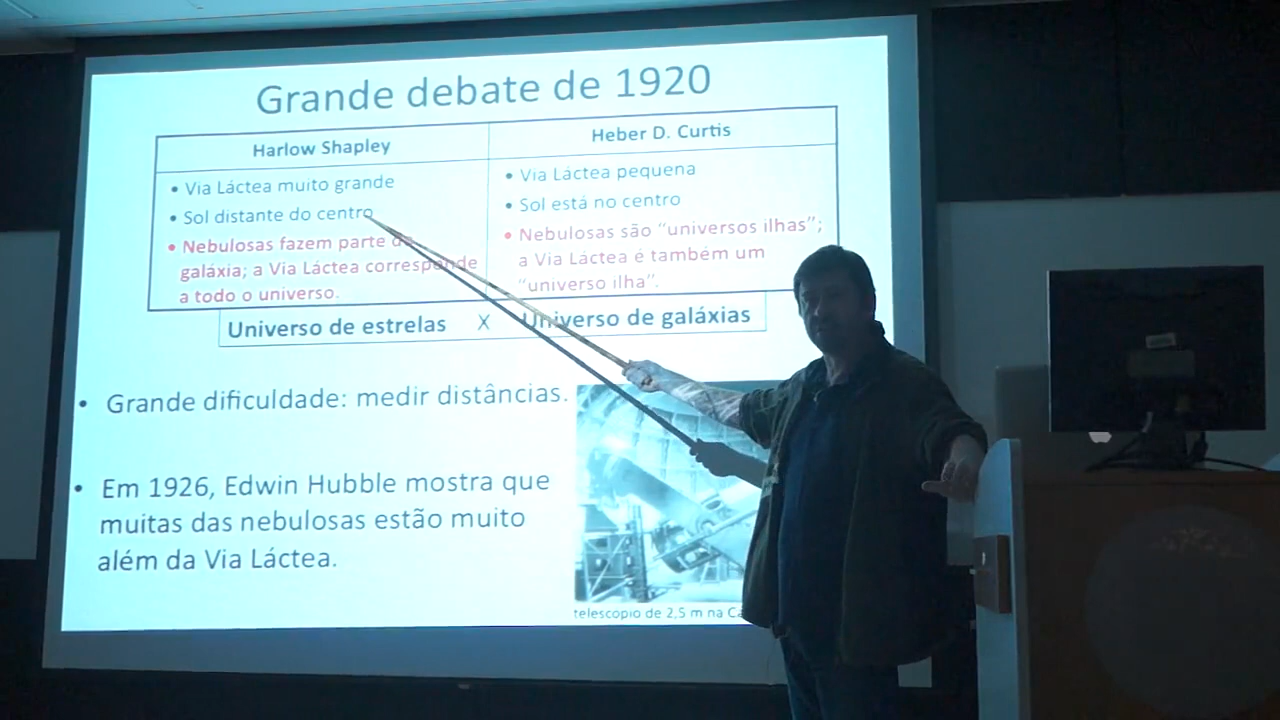 Grande debate de 1920
Harlow Shapley
• Via Láctea muito grande
• Sol distante do centro
• Nebulosas fazem parte da
galáxia; a Via Láctea corresponde
a todo o universo.
Heber D. Curtis
• Via Láctea pequena
• Sol está no centro
• Nebulosas são “universos ilhas”;
a Via Láctea é também um
“universo ilha”.
Universo de estrelas X Universo de galáxias
• Grande dificuldade: medir distâncias.
• Em 1926, Edwin Hubble mostra que
muitas das nebulosas estão muito
além da Via Láctea.
telescopio de 2,5 m na